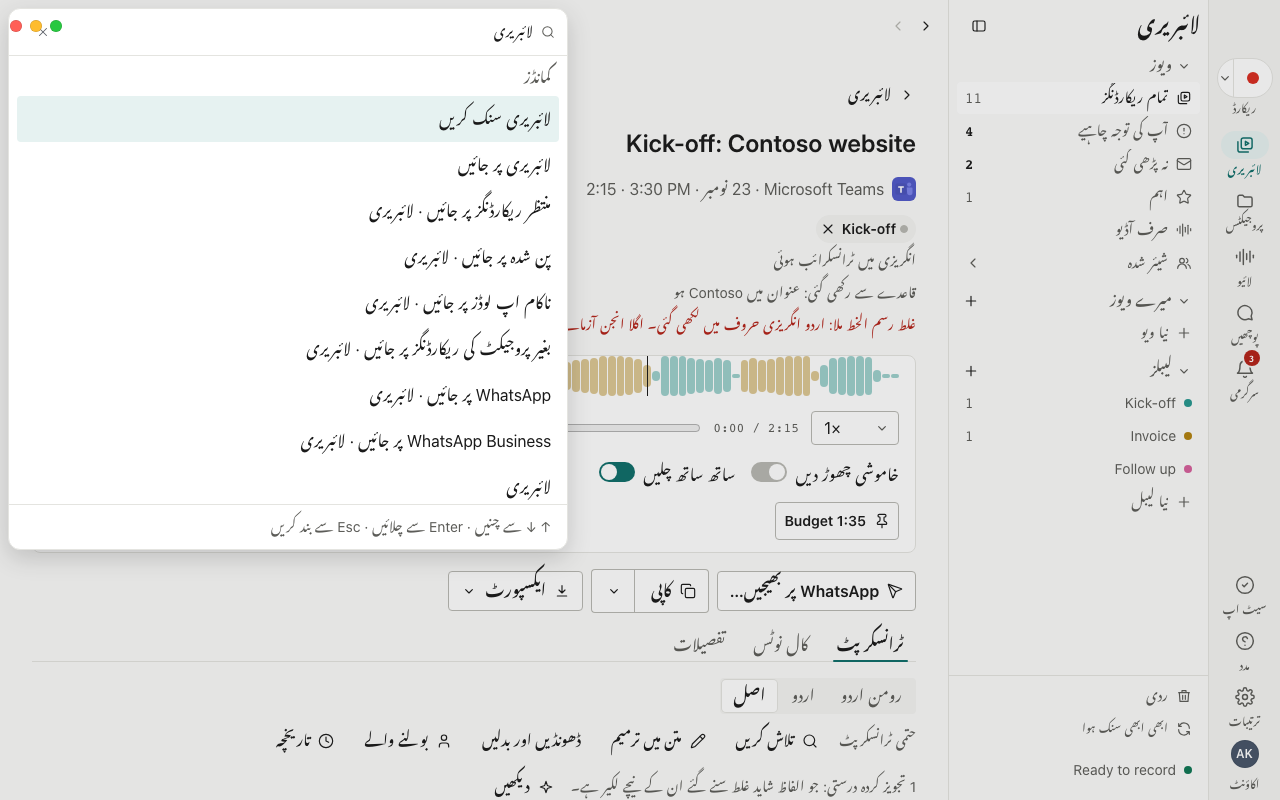 ریکارڈ
لائبریری
پروجیکٹس
لائیو
پوچھیں
3
سرگرمی
سیٹ اپ
مدد
ترتیبات
AK
اکاؤنٹ
لائبریری
ویوز
تمام ریکارڈنگز 11
آپ کی توجہ چاہیے 4
نہ پڑھی گئی 2
اہم 1
صرف آڈیو
شیئر شدہ
میرے ویوز
نیا ویو
لیبلز
Kick-off 1
Invoice 1
Follow up
نیا لیبل
ردی
ابھی ابھی سنک ہوا
Ready to record
لائبریری
Kick-off: Contoso website
Microsoft Teams · 23 نومبر · 3:30 PM · 2:15
Kick-off
انگریزی میں ٹرانسکرائب ہوئی
قاعدے سے رکھی گئی: عنوان میں Contoso ہو
غلط رسم الخط ملا: اردو انگریزی حروف میں لکھی گئی۔ اگلا انجن
1× 0:00 / 2:15
خاموشی چھوڑ دیں ساتھ ساتھ چلیں
Budget 1:35
WhatsApp پر بھیجیں... کاپی ایکسپورٹ
ٹرانسکرپٹ کال نوٹس تفصیلات
رومن اردو اردو اصل
حتمی ٹرانسکرپٹ تلاش کریں متن میں ترمیم ڈھونڈیں اور بدلیں بولنے والے تاریخچہ
1 تجویز کردہ درستی: جو الفاظ شاید غلط سنے گئے ان کے نیچے لکیر ہے۔ دیکھیں
لائبریری
کمانڈز
لائبریری سنک کریں
لائبریری پر جائیں
منتظر ریکارڈنگز پر جائیں · لائبریری
پن شدہ پر جائیں · لائبریری
ناکام اپ لوڈز پر جائیں · لائبریری
بغیر پروجیکٹ کی ریکارڈنگز پر جائیں · لائبریری
WhatsApp پر جائیں · لائبریری
WhatsApp Business پر جائیں · لائبریری
لائبریری
↑↓ سے چنیں · Enter سے چلائیں · Esc سے بند کریں